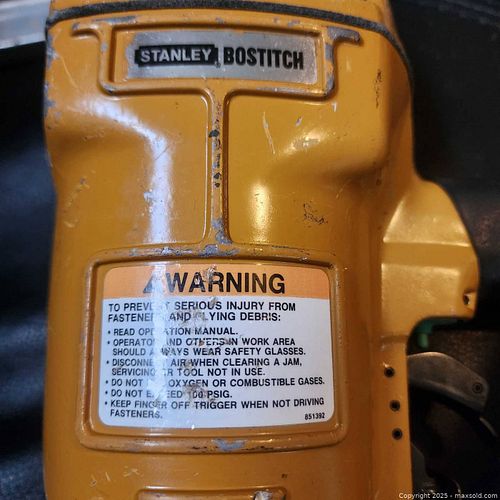 STANLEY BOSTITCH
WARNING
TO PREVENT SERIOUS INJURY FROM
FASTENERS AND FLYING DEBRIS:
• READ OPERATION MANUAL.
• OPERATOR AND OTHERS IN WORK AREA
SHOULD ALWAYS WEAR SAFETY GLASSES.
• DISCONNECT AIR WHEN CLEARING A JAM,
SERVICING OR TOOL NOT IN USE.
• DO NOT OXYGEN OR COMBUSTIBLE GASES.
• DO NOT EXCEED 100 PSIG.
• KEEP FINGER OFF TRIGGER WHEN NOT DRIVING
FASTENERS.
851392
Copyright 2025 - maxsold.com